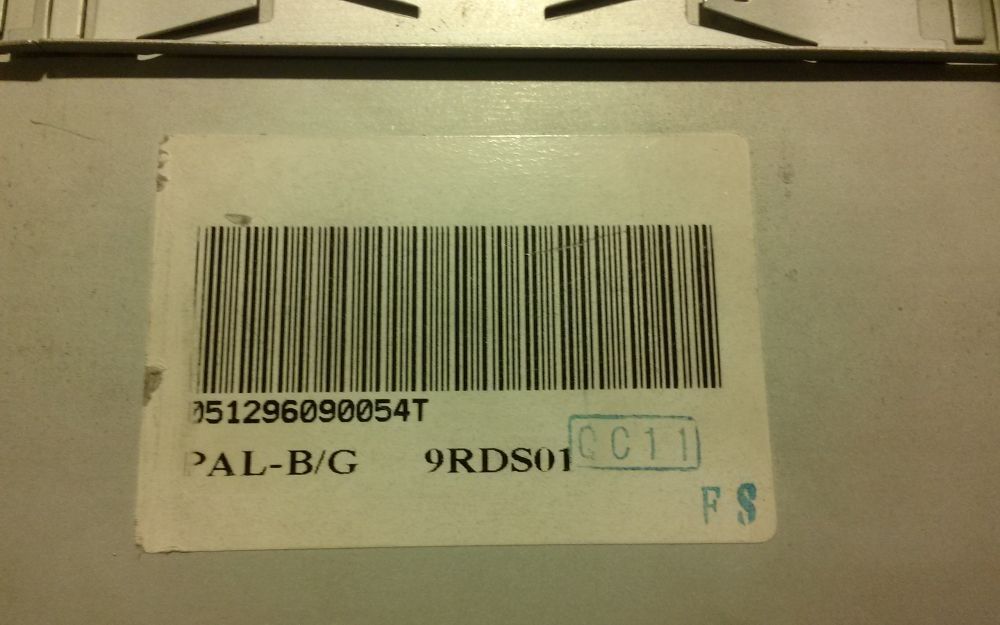 051296090054T
PAL-B/G 9RDS01
QC11
FS